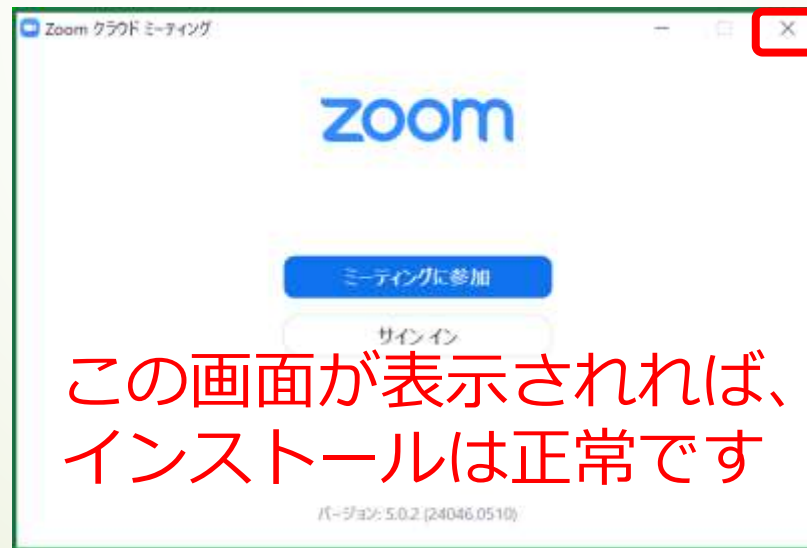 Zoom クラウド ミーティング
zoom
ミーティングに参加
サインイン
この画面が表示されれば、
インストールは正常です
バージョン: 5.0.2 (24046.0510)